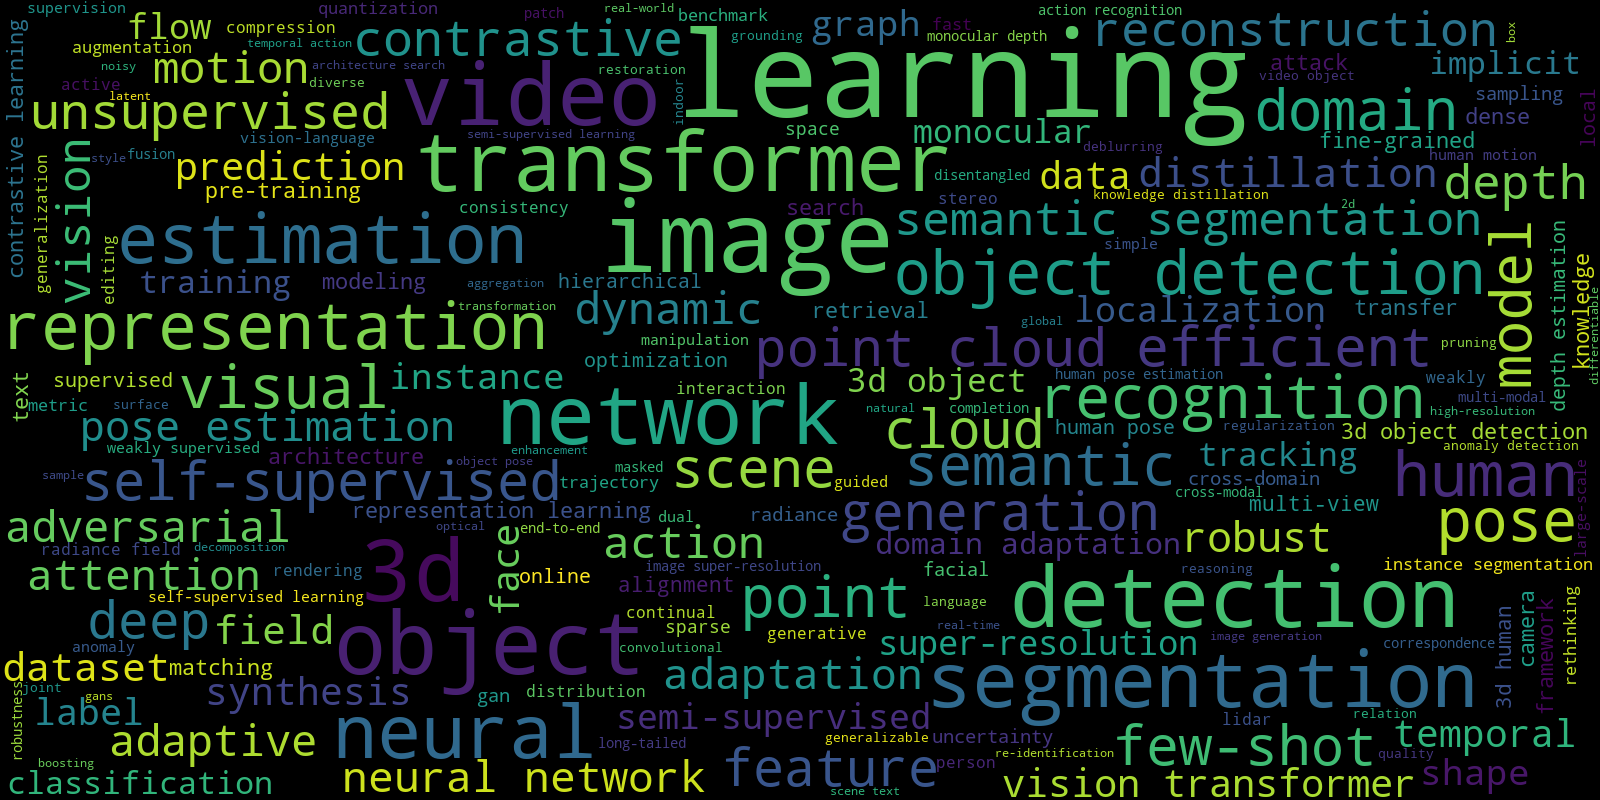 supervision
flow
quantization
compression
patch
real-world
benchmark
action recognition
contrastive
graph
fast
reconstruction
box
augmentation
temporal action
grounding
monocular depth
learning
noisy
motion
architecture search
restoration
attack
implicit
active
diverse
video
video object
contrastive learning
latent
unsupervised
indoor
domain
sampling
dense
local
vision-language
semi-supervised learning
space
monocular
fine-grained
style
fusion
transformer
deblurring
human motion
vision
prediction
disentangled
data
distillation
depth
generalization
pre-training
consistency
search
stereo
knowledge distillation
2d
estimation
image
semantic segmentation
simple
editing
training
modeling
aggregation
hierarchical
object detection
model
depth estimation
knowledge
differentiable
transformation
representation
dynamic
retrieval
global
localization
transfer
manipulation
point cloud
efficient
pruning
optimization
text
supervised
visual
instance
interaction
3d object
human pose estimation
weakly
metric
surface
network
natural
completion
recognition
multi-modal
high-resolution
pose estimation
cloud
human pose
regularization
3d object detection
weakly supervised
architecture
enhancement
anomaly detection
sample
self-supervised
object pose
masked
scene
semantic
tracking
human
large-scale
trajectory
guided
cross-domain
cross-modal
representation learning
dual
radiance
generation
multi-view
adversarial
optical
end-to-end
action
domain adaptation
robust
pose
radiance field
decomposition
3d
face
attention
rendering
online
image super-resolution
alignment
facial
reasoning
instance segmentation
self-supervised learning
point
language
detection
deep
field
object
continual
sparse
generative
real-time
image generation
3d human
camera
framework
rethinking
anomaly
convolutional
super-resolution
correspondence
dataset
matching
adaptation
segmentation
joint
gans
synthesis
gan
distribution
robustness
label
neural
semi-supervised
lidar
relation
adaptive
long-tailed
generalizable
uncertainty
re-identification
few-shot
temporal
quality
boosting
classification
neural network
feature
person
scene text
vision transformer
shape